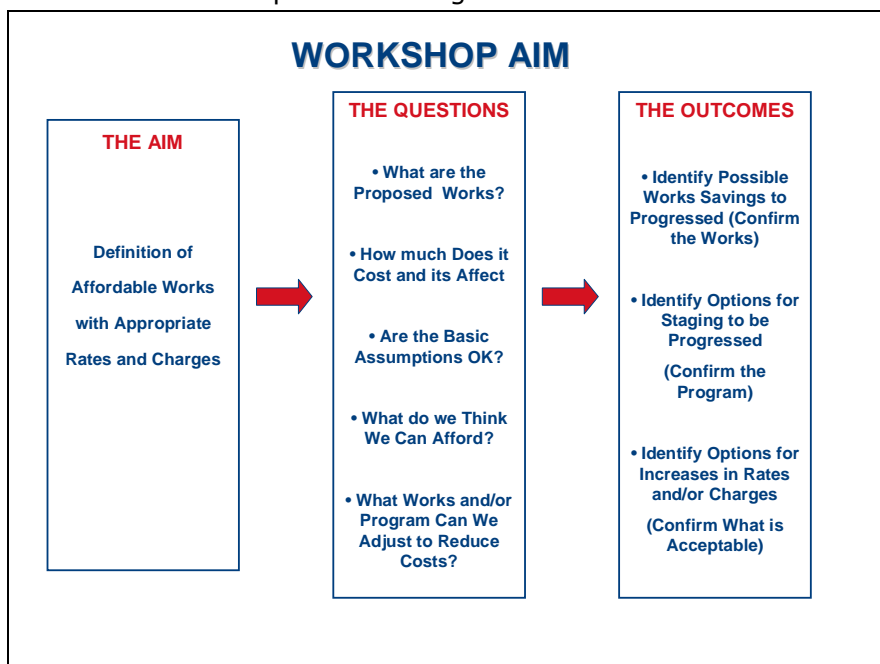 WORKSHOP AIM
THE AIM
Definition of
Affordable Works
with Appropriate
Rates and Charges
THE QUESTIONS
• What are the
Proposed Works?
• How much Does it
Cost and its Affect
• Are the Basic
Assumptions OK?
• What do we Think
We Can Afford?
• What Works and/or
Program Can We
Adjust to Reduce
Costs?
THE OUTCOMES
• Identify Possible
Works Savings to
Progressed (Confirm
the Works)
• Identify Options for
Staging to be
Progressed
(Confirm the
Program)
• Identify Options for
Increases in Rates
and/or Charges
(Confirm What is
Acceptable)